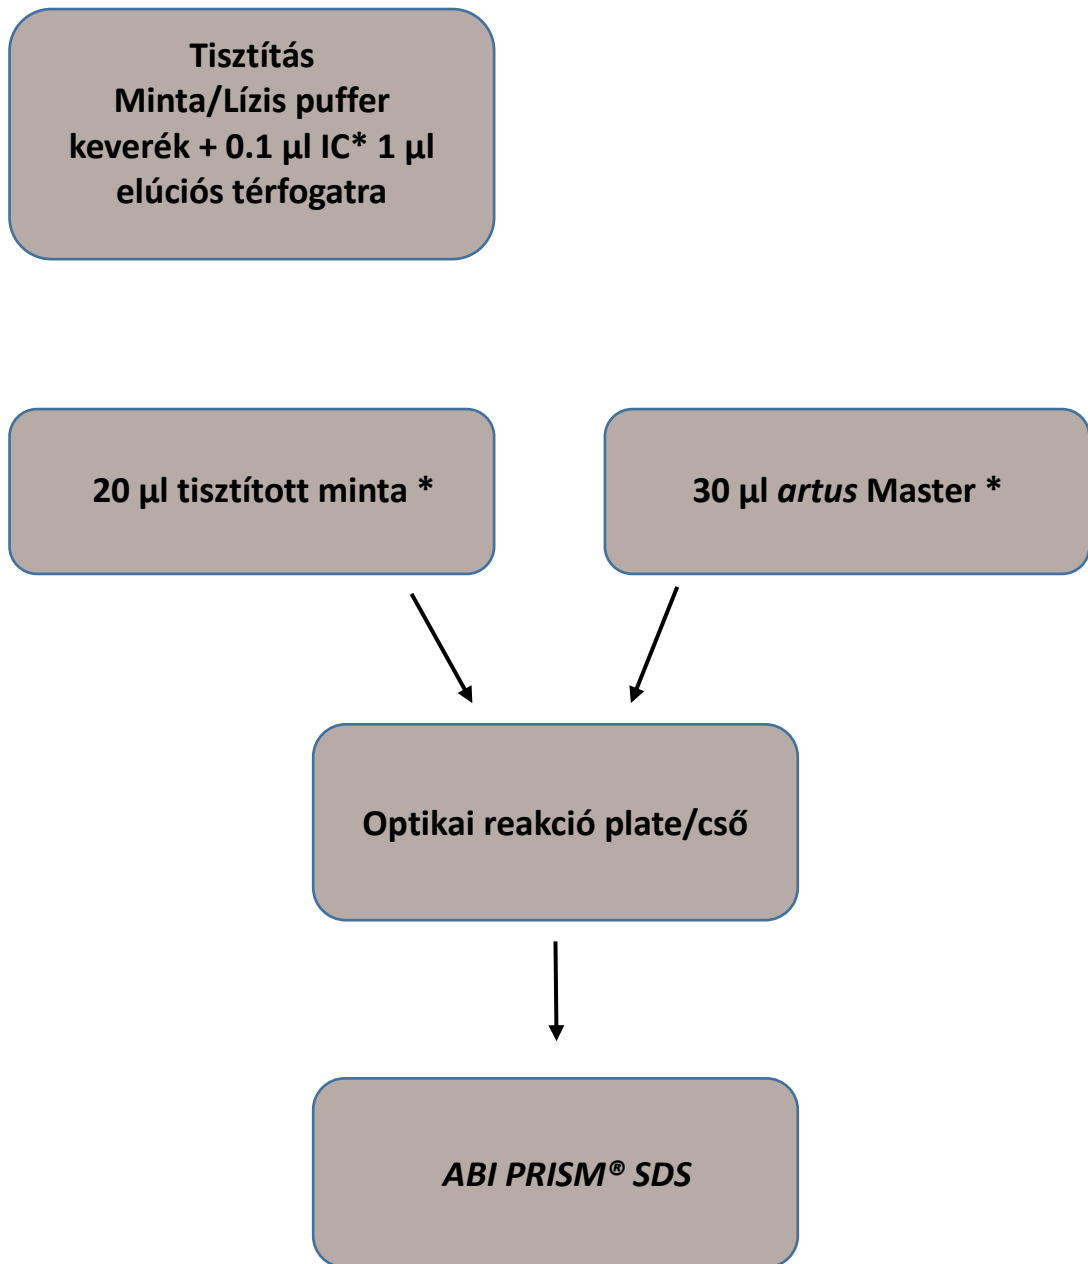 Tisztítás
Minta/Lízis puffer
keverék + 0.1 µl IC* 1 µl
elúciós térfogatra
20 µl tisztított minta *
30 µl artus Master *
Optikai reakció plate/cső
ABI PRISM® SDS